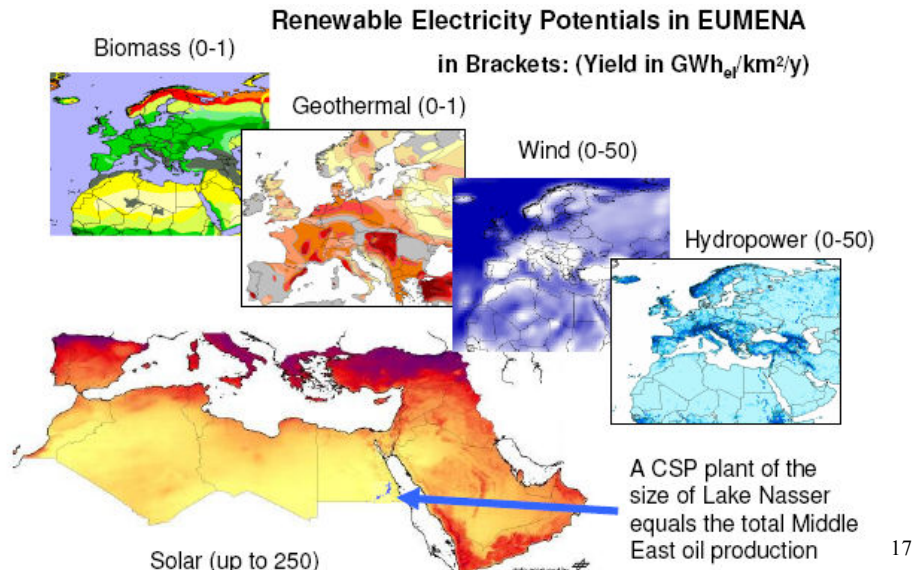 Renewable Electricity Potentials in EUMENA
in Brackets: (Yield in GWhel/km²/y)
Biomass (0-1)
Geothermal (0-1)
Wind (0-50)
Hydropower (0-50)
Solar (up to 250)
A CSP plant of the
size of Lake Nasser
equals the total Middle
East oil production
17